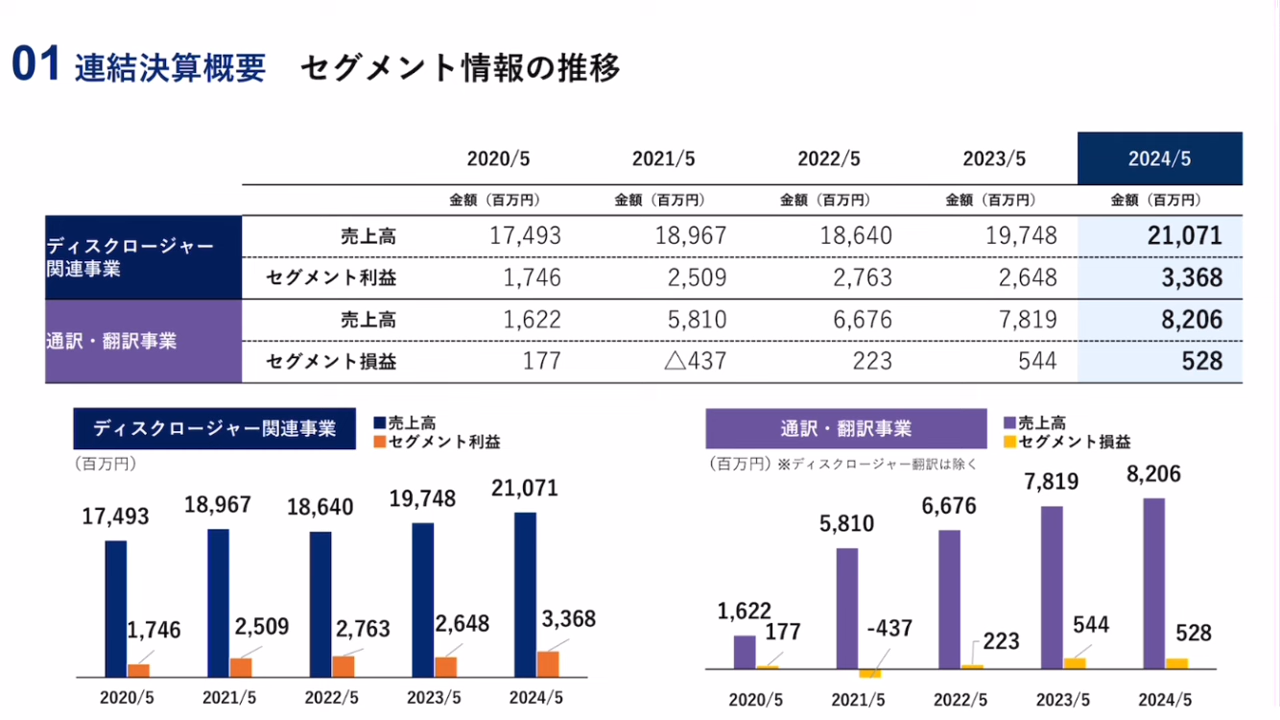 01 連結決算概要 セグメント情報の推移
2020/5 2021/5 2022/5 2023/5 2024/5
金額（百万円） 金額（百万円） 金額（百万円） 金額（百万円） 金額（百万円）
ディスクロージャー
関連事業
売上高 17,493 18,967 18,640 19,748 21,071
セグメント利益 1,746 2,509 2,763 2,648 3,368
通訳・翻訳事業
売上高 1,622 5,810 6,676 7,819 8,206
セグメント損益 177 △437 223 544 528
ディスクロージャー関連事業
売上高
セグメント利益
（百万円）
17,493 18,967 18,640 19,748 21,071
1,746 2,509 2,763 2,648 3,368
2020/5 2021/5 2022/5 2023/5 2024/5
通訳・翻訳事業
売上高
セグメント損益
（百万円）※ディスクロージャー翻訳は除く
1,622 5,810 6,676 7,819 8,206
177 -437 223 544 528
2020/5 2021/5 2022/5 2023/5 2024/5